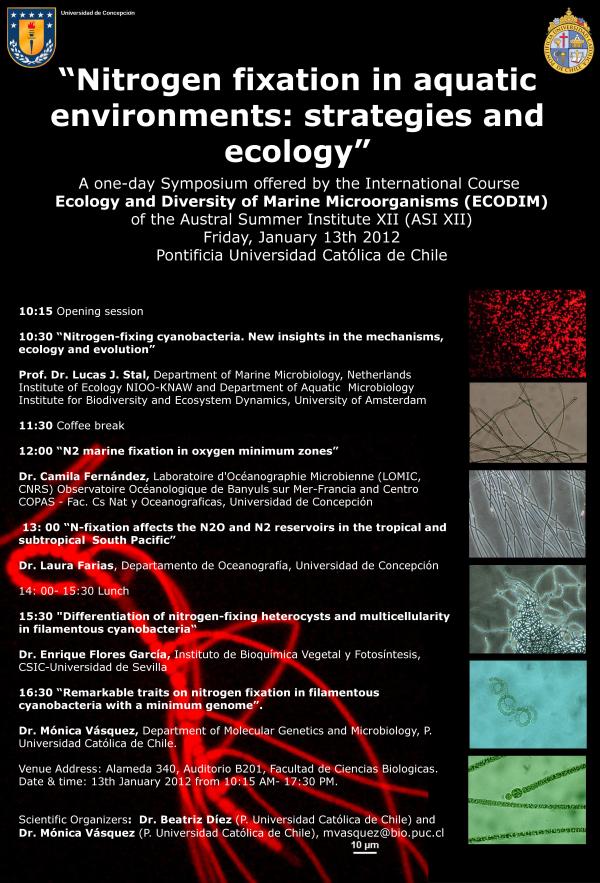 Universidad de Concepción
“Nitrogen fixation in aquatic
environments: strategies and
ecology”
A one-day Symposium offered by the International Course
Ecology and Diversity of Marine Microorganisms (ECODIM)
of the Austral Summer Institute XII (ASI XII)
Friday, January 13th 2012
Pontificia Universidad Católica de Chile
10:15 Opening session
10:30 “Nitrogen-fixing cyanobacteria. New insights in the mechanisms,
ecology and evolution”
Prof. Dr. Lucas J. Stal, Department of Marine Microbiology, Netherlands
Institute of Ecology NIOO-KNAW and Department of Aquatic Microbiology
Institute for Biodiversity and Ecosystem Dynamics, University of Amsterdam
11:30 Coffee break
12:00 “N2 marine fixation in oxygen minimum zones”
Dr. Camila Fernández, Laboratoire d'Océanographie Microbienne (LOMIC,
CNRS) Observatoire Océanologique de Banyuls sur Mer-Francia and Centro
COPAS - Fac. Cs Nat y Oceanograficas, Universidad de Concepción
13: 00 “N-fixation affects the N2O and N2 reservoirs in the tropical and
subtropical South Pacific”
Dr. Laura Farias, Departamento de Oceanografía, Universidad de Concepción
14: 00- 15:30 Lunch
15:30 "Differentiation of nitrogen-fixing heterocysts and multicellularity
in filamentous cyanobacteria“
Dr. Enrique Flores García, Instituto de Bioquímica Vegetal y Fotosíntesis,
CSIC-Universidad de Sevilla
16:30 “Remarkable traits on nitrogen fixation in filamentous
cyanobacteria with a minimum genome”.
Dr. Mónica Vásquez, Department of Molecular Genetics and Microbiology, P.
Universidad Católica de Chile.
Venue Address: Alameda 340, Auditorio B201, Facultad de Ciencias Biologicas.
Date & time: 13th January 2012 from 10:15 AM- 17:30 PM.
Scientific Organizers: Dr. Beatriz Díez (P. Universidad Católica de Chile) and
Dr. Mónica Vásquez (P. Universidad Católica de Chile), mvasquez@bio.puc.cl
10 µm